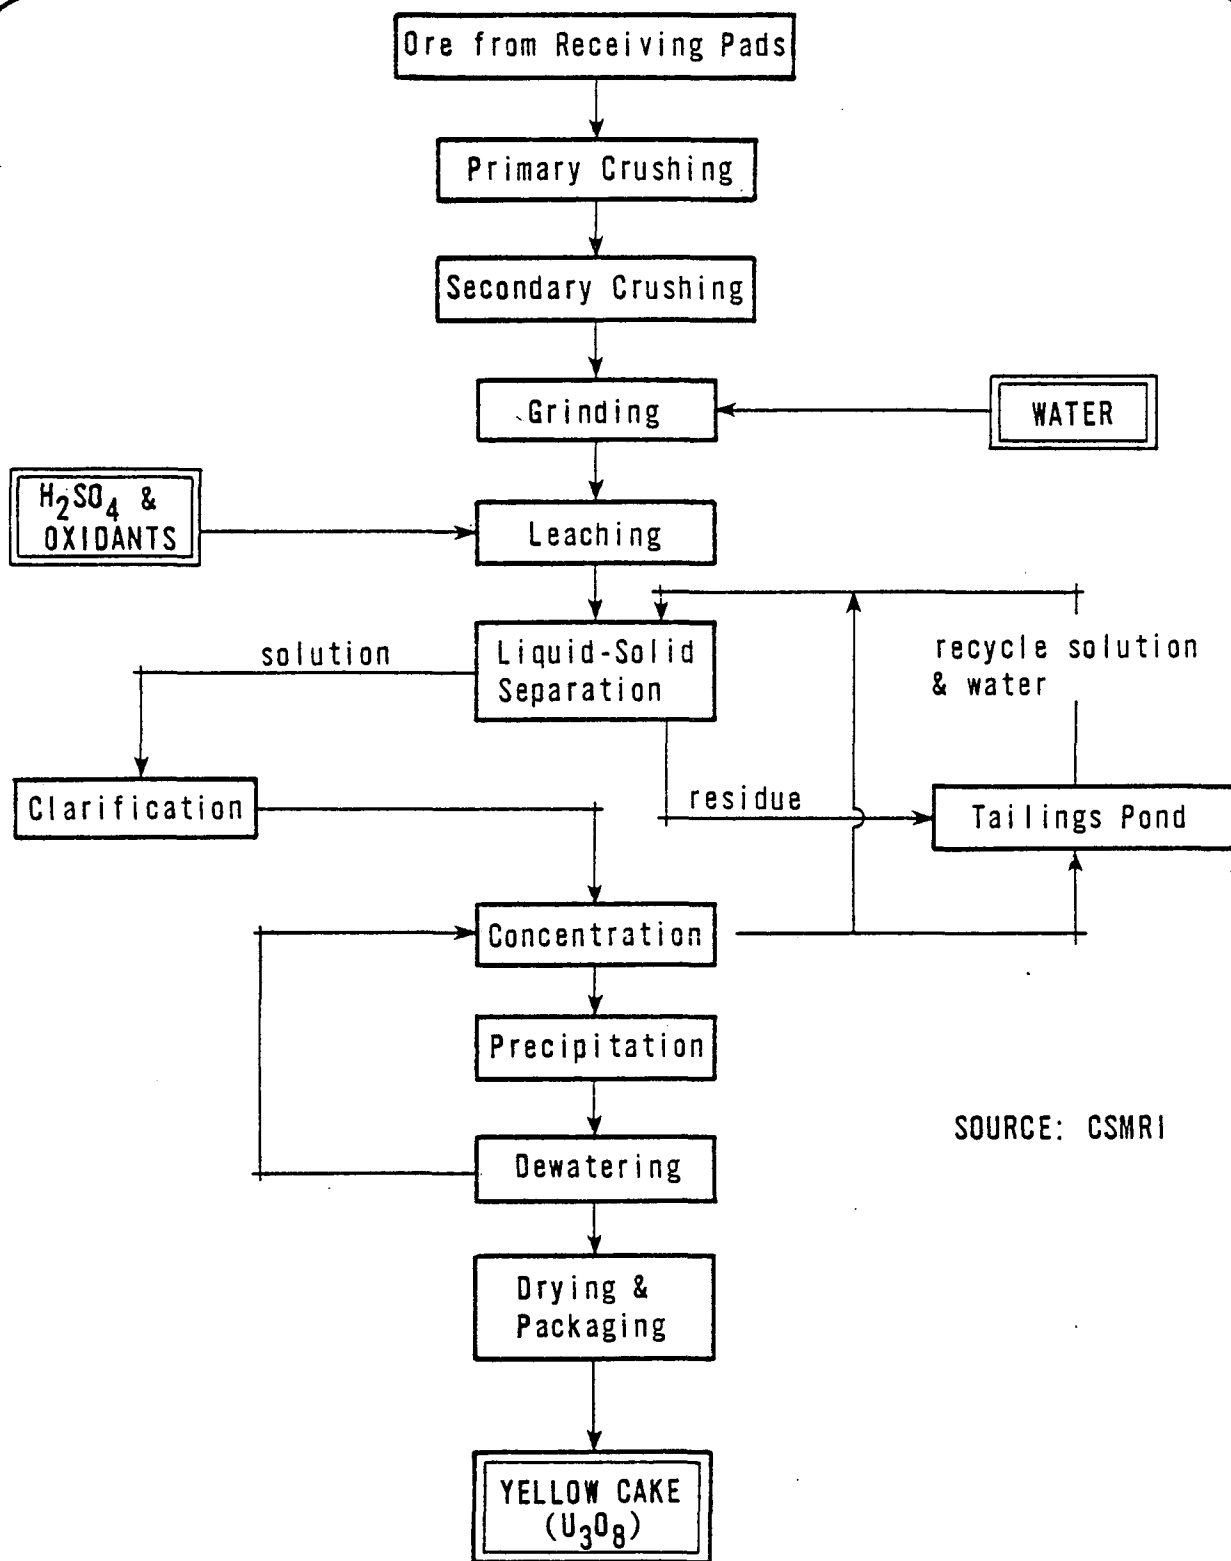 Ore from Receiving Pads
Primary Crushing
Secondary Crushing
Grinding
WATER
H₂SO₄ &
OXIDANTS
Leaching
solution
Liquid-Solid
Separation
recycle solution
& water
Clarification
residue
Tailings Pond
Concentration
Precipitation
SOURCE: CSMRI
Dewatering
Drying &
Packaging
YELLOW CAKE
(U₃O₈)